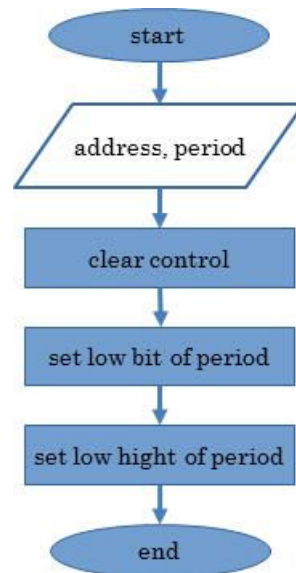 start
address, period
clear control
set low bit of period
set low hight of period
end